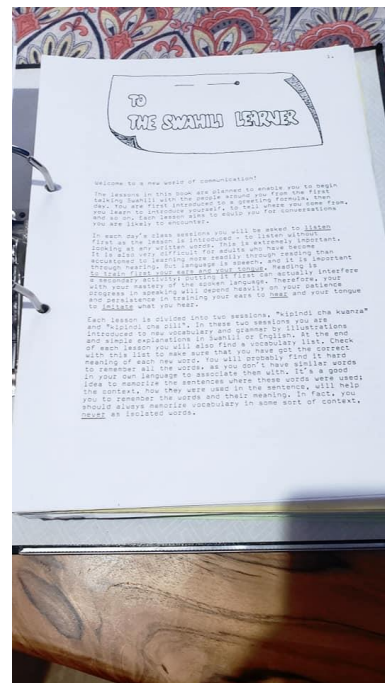 1.
TO
THE SWAHILI LEARNER
Welcome to a new world of communication!
The lessons in this book are planned to enable you to begin
talking Swahili with the people around you from the first
day. You are first introduced to a greeting formula, then
you learn to introduce yourself, to tell where you come from,
and so on. Each lesson aims to equip you for conversations
you are likely to encounter.
In each day's class sessions you will be asked to listen
first as the lesson is introduced - to listen without
looking at any written words. This is extremely important.
It is also very difficult for adults who have become
accustomed to learning more readily through reading than
through hearing. But language is speech, and it is important
to train first your ears and your tongue. Reading is
a secondary skill; putting it first can actually interfere
with your mastery of the spoken language. Therefore, your
progress in speaking will depend heavily on your patience
and persistence in training your ears to hear and your tongue
to imitate what you hear.
Each lesson is divided into two sessions, "kipindi cha kwanza"
and "kipindi cha pili". In these two sessions you are
introduced to new vocabulary and grammar by illustrations
and simple explanations in Swahili or English. At the end
of each lesson you will also find a vocabulary list. Check
with this list to make sure that you have got the correct
meaning of each new word. You will probably find it hard
to remember all the words, as you don't have similar words
in your own language to associate them with. It's a good
idea to memorize the sentences where these words were used;
the context, how they were used in the sentence, will help
you to remember the words and their meaning. In fact, you
should always memorize vocabulary in some sort of context,
never as isolated words.